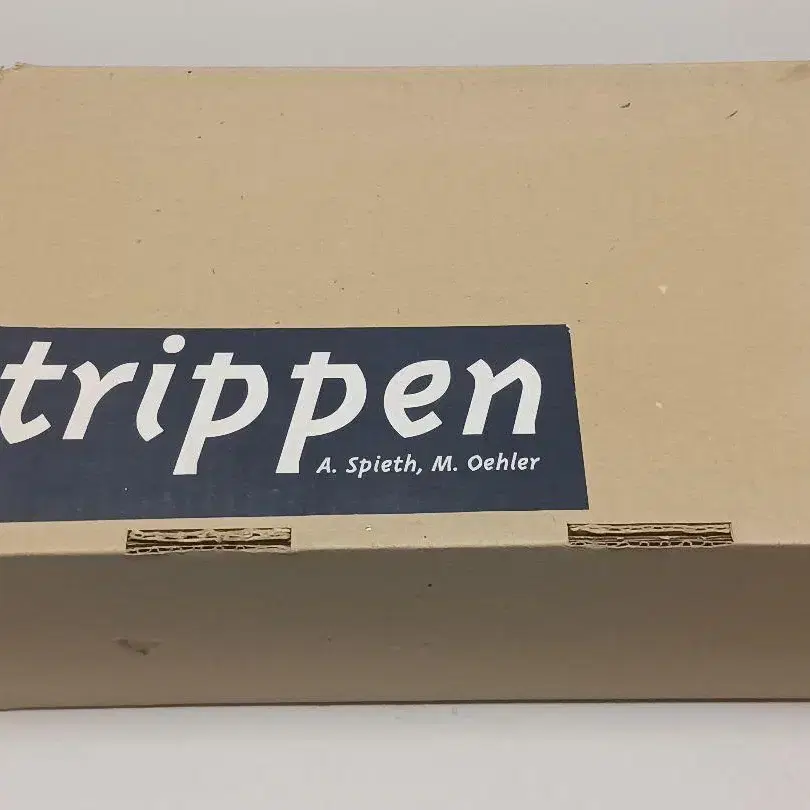 trippen
A. Spieth, M. Oehler